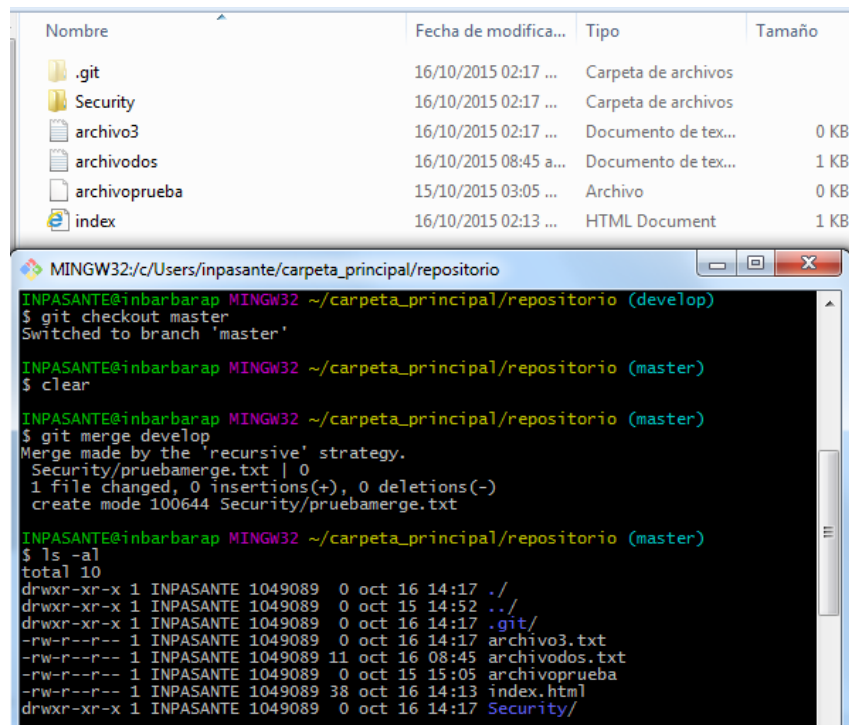 Nombre Fecha de modifica... Tipo Tamaño
.git 16/10/2015 02:17 ... Carpeta de archivos
Security 16/10/2015 02:17 ... Carpeta de archivos
archivo3 16/10/2015 02:17 ... Documento de tex... 0 KB
archivodos 16/10/2015 08:45 a... Documento de tex... 1 KB
archivoprueba 15/10/2015 03:05 ... Archivo 0 KB
index 16/10/2015 02:13 ... HTML Document 1 KB
MINGW32:/c/Users/inpasante/carpeta_principal/repositorio
INPASANTE@inbarbarap MINGW32 ~/carpeta_principal/repositorio (develop)
$ git checkout master
Switched to branch 'master'
INPASANTE@inbarbarap MINGW32 ~/carpeta_principal/repositorio (master)
$ clear
INPASANTE@inbarbarap MINGW32 ~/carpeta_principal/repositorio (master)
$ git merge develop
Merge made by the 'recursive' strategy.
Security/pruebamerge.txt | 0
1 file changed, 0 insertions(+), 0 deletions(-)
create mode 100644 Security/pruebamerge.txt
INPASANTE@inbarbarap MINGW32 ~/carpeta_principal/repositorio (master)
$ ls -al
total 10
drwxr-xr-x 1 INPASANTE 1049089 0 oct 16 14:17 ./
drwxr-xr-x 1 INPASANTE 1049089 0 oct 15 14:52 ../
drwxr-xr-x 1 INPASANTE 1049089 0 oct 16 14:17 .git/
-rw-r--r-- 1 INPASANTE 1049089 0 oct 16 14:17 archivo3.txt
-rw-r--r-- 1 INPASANTE 1049089 11 oct 16 08:45 archivodos.txt
-rw-r--r-- 1 INPASANTE 1049089 0 oct 15 15:05 archivoprueba
-rw-r--r-- 1 INPASANTE 1049089 38 oct 16 14:13 index.html
drwxr-xr-x 1 INPASANTE 1049089 0 oct 16 14:17 Security/